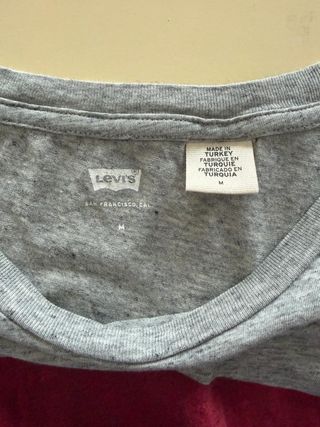 Levi's
SAN FRANCISCO, CAL
M
MADE IN
TURKEY
FABRIQUE EN
TURQUIE
FABRICADO EN
TURQUIA
M